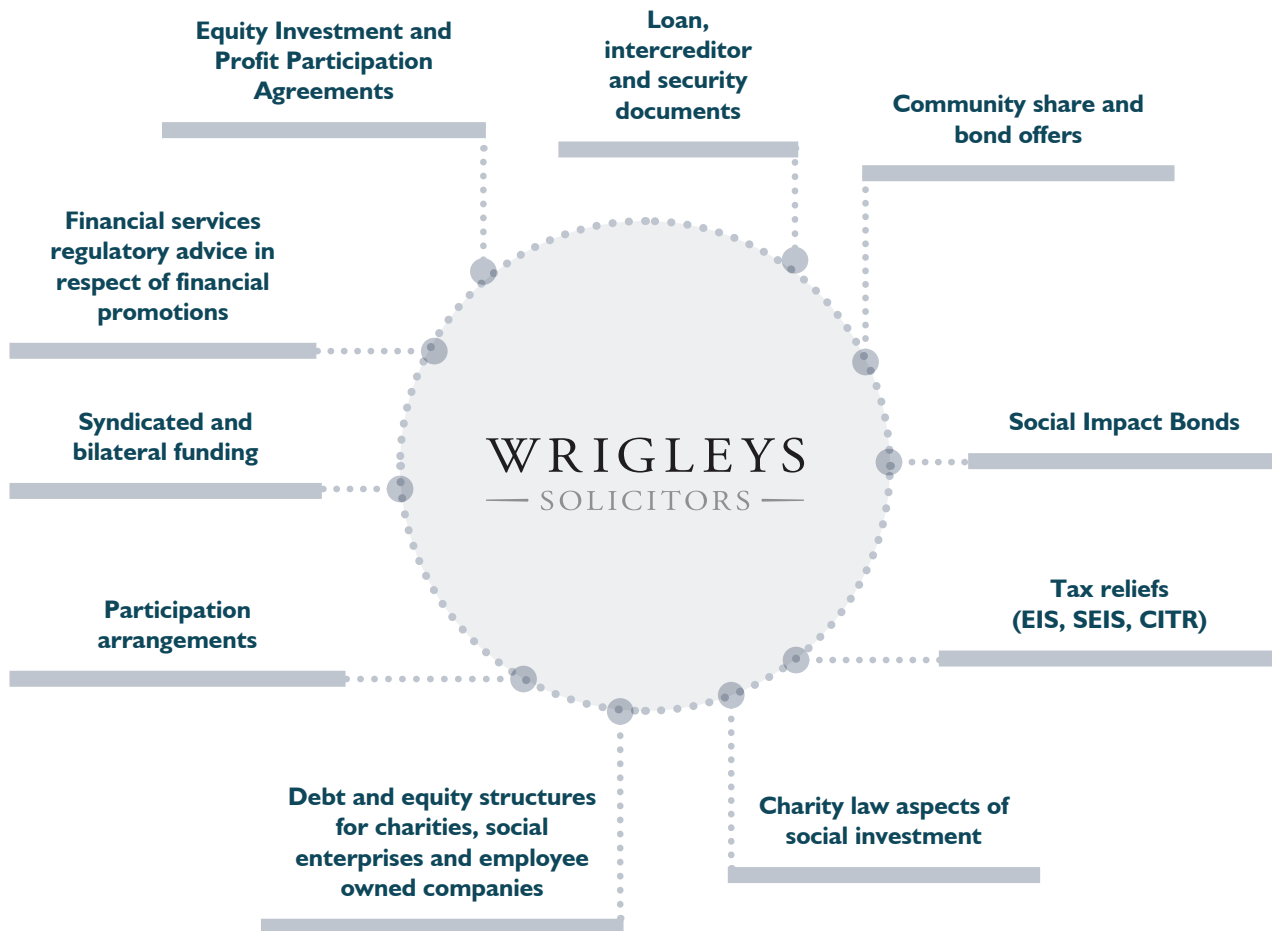 Equity Investment and
Profit Participation
Agreements
Loan,
intercreditor
and security
documents
Community share and
bond offers
Financial services
regulatory advice in
respect of financial
promotions
Syndicated and
bilateral funding
Social Impact Bonds
WRIGLEYS
SOLICITORS
Participation
arrangements
Tax reliefs
(EIS, SEIS, CITR)
Debt and equity structures
for charities, social
enterprises and employee
owned companies
Charity law aspects of
social investment